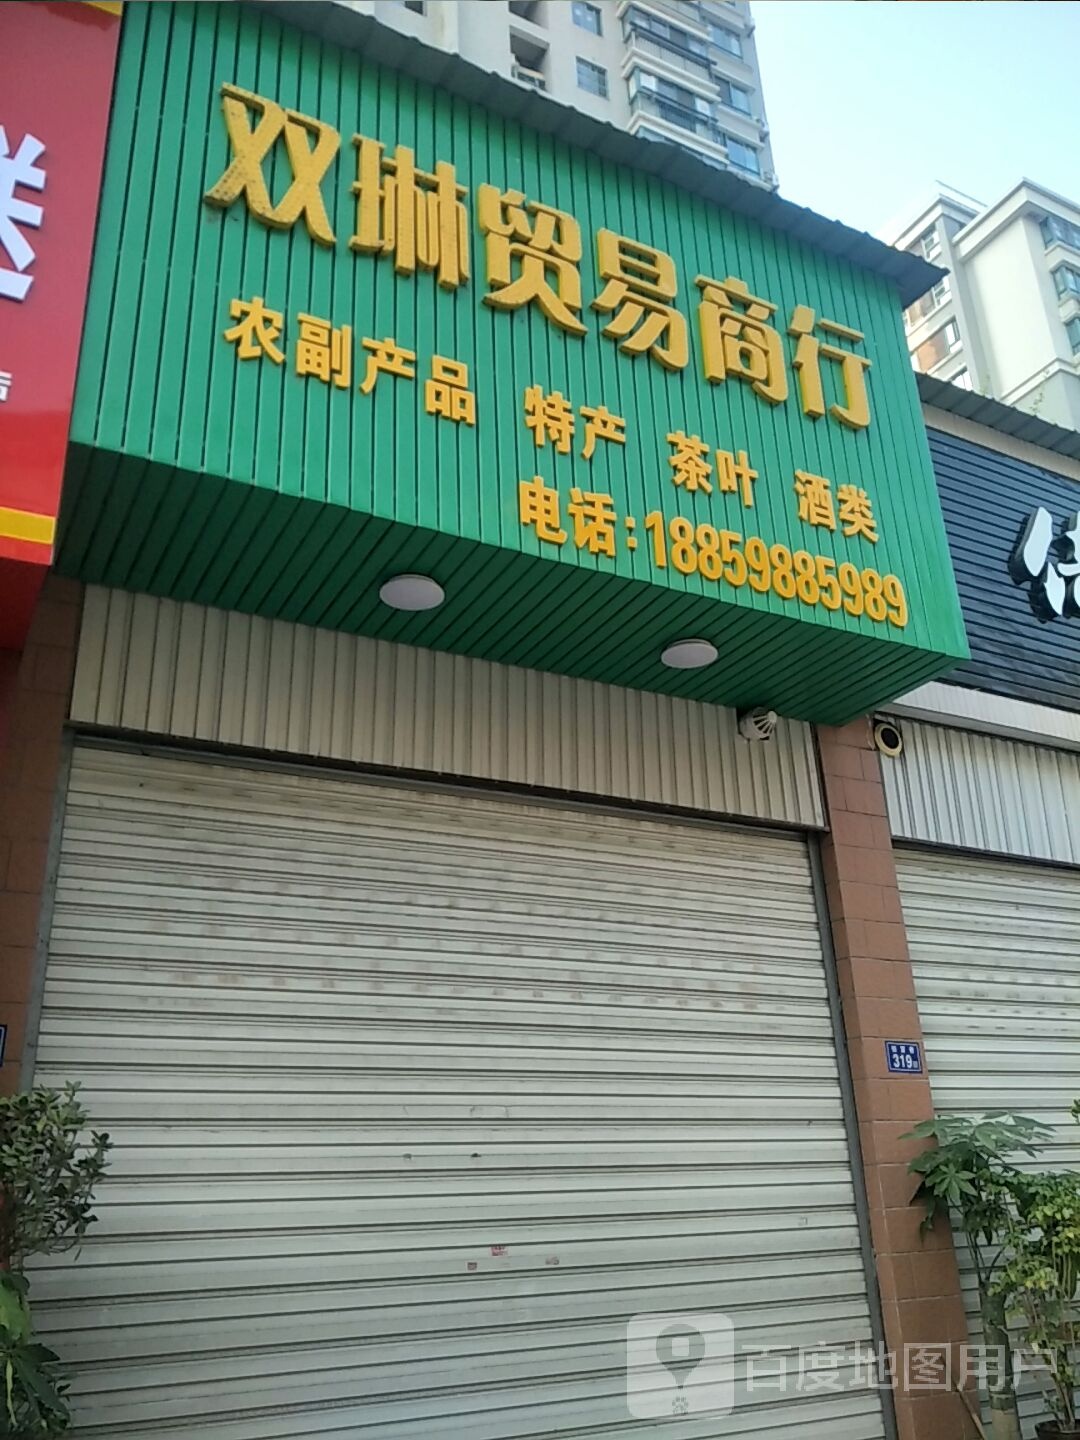 双琳贸易商行
农副产品 特产 茶叶 酒类
电话:18859885989
送
319
百度地图用户